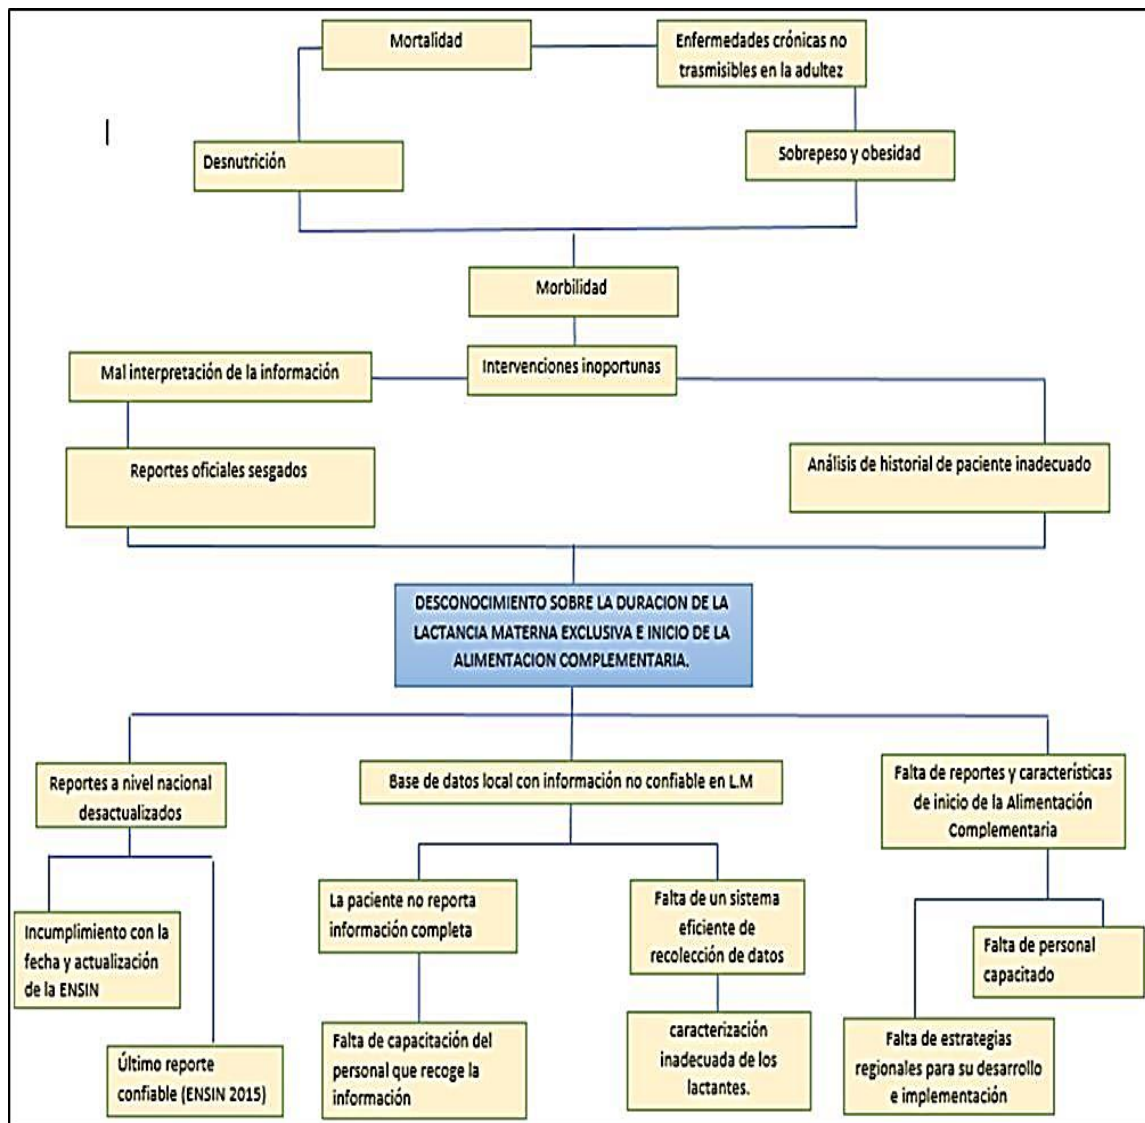 Mortalidad
Enfermedades crónicas no
trasmisibles en la adultez
Desnutrición
Sobrepeso y obesidad
Morbilidad
Mal interpretación de la información
Intervenciones inoportunas
Reportes oficiales sesgados
Análisis de historial de paciente inadecuado
DESCONOCIMIENTO SOBRE LA DURACION DE LA
LACTANCIA MATERNA EXCLUSIVA E INICIO DE LA
ALIMENTACION COMPLEMENTARIA.
Reportes a nivel nacional
desactualizados
Base de datos local con información no confiable en L.M
Falta de reportes y características
de inicio de la Alimentación
Complementaria
Incumplimiento con la
fecha y actualización
de la ENSIN
La paciente no reporta
información completa
Falta de un sistema
eficiente de
recolección de datos
Falta de personal
capacitado
Último reporte
confiable (ENSIN 2015)
Falta de capacitación del
personal que recoge la
información
caracterización
inadecuada de los
lactantes.
Falta de estrategias
regionales para su desarrollo
e implementación